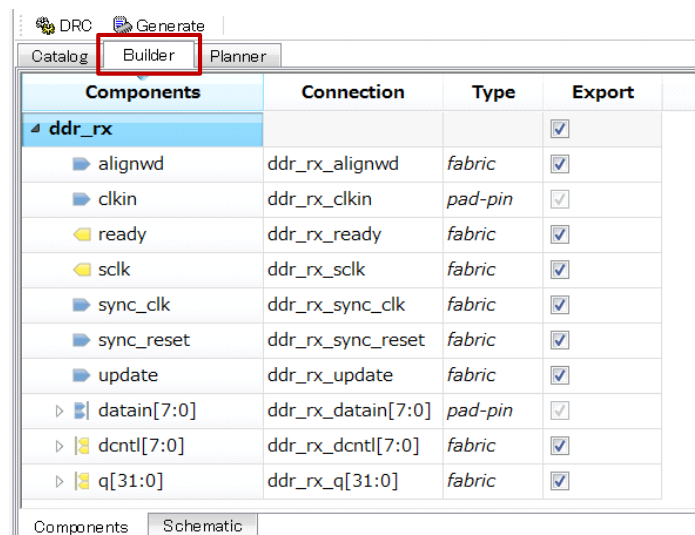 DRC Generate
Catalog Builder Planner
Components Connection Type Export
ddr_rx
alignwd ddr_rx_alignwd fabric
clkin ddr_rx_clkin pad-pin
ready ddr_rx_ready fabric
sclk ddr_rx_sclk fabric
sync_clk ddr_rx_sync_clk fabric
sync_reset ddr_rx_sync_reset fabric
update ddr_rx_update fabric
datain[7:0] ddr_rx_datain[7:0] pad-pin
dcntl[7:0] ddr_rx_dcntl[7:0] fabric
q[31:0] ddr_rx_q[31:0] fabric
Components Schematic